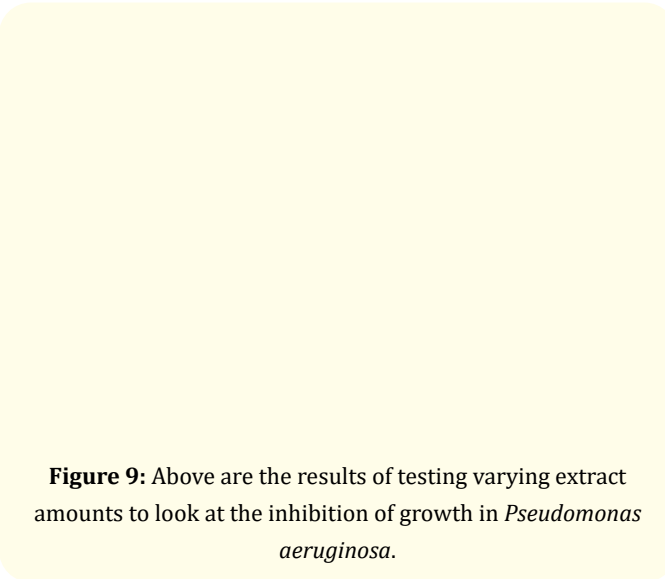 Figure 9: Above are the results of testing varying extract
amounts to look at the inhibition of growth in Pseudomonas
aeruginosa.